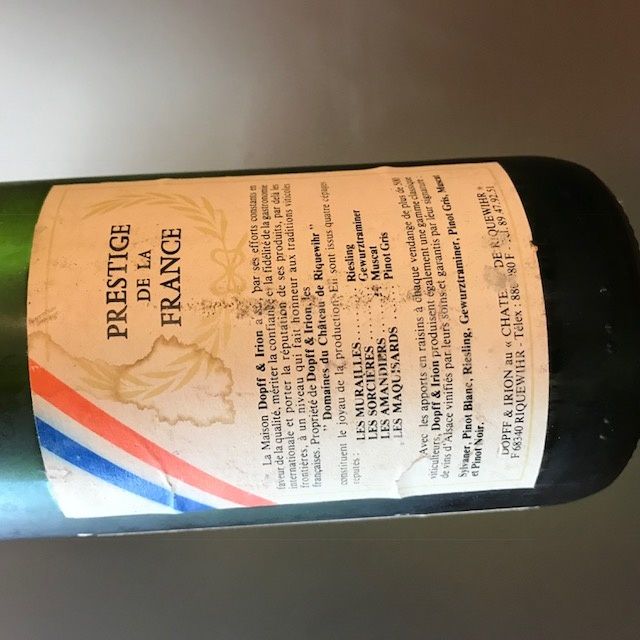 PRESTIGE
DE LA
FRANCE
La Maison Dopff & Irion a su, par ses efforts constants en
faveur de la qualité, mériter la confiance et la fidélité de la gastronomie
internationale et porter la réputation de ses produits, par delà les
frontières, à un niveau qui fait honneur aux traditions viticoles
françaises. Propriété de Dopff & Irion, les
" Domaines du Château de Riquewihr "
constituent le joyau de la production. En sont issus quatre cépages
réputés :
LES MURAILLES ........ Riesling
LES SORCIÈRES ........ Gewurztraminer
LES AMANDIERS ........ Muscat
LES MAQUISARDS ........ Pinot Gris
Avec les apports en raisins à chaque vendange de plus de 500
viticulteurs, Dopff & Irion produisent également une gamme classique
de vins d'Alsace vinifiés par leurs soins et garantis par leur signature :
Sylvaner, Pinot Blanc, Riesling, Gewurztraminer, Pinot Gris, Muscat
et Pinot Noir.
DOPFF & IRION au « CHATE DE RIQUEWIHR »
F 68340 RIQUEWIHR - Télex : 88 80 F 89.47.92.51